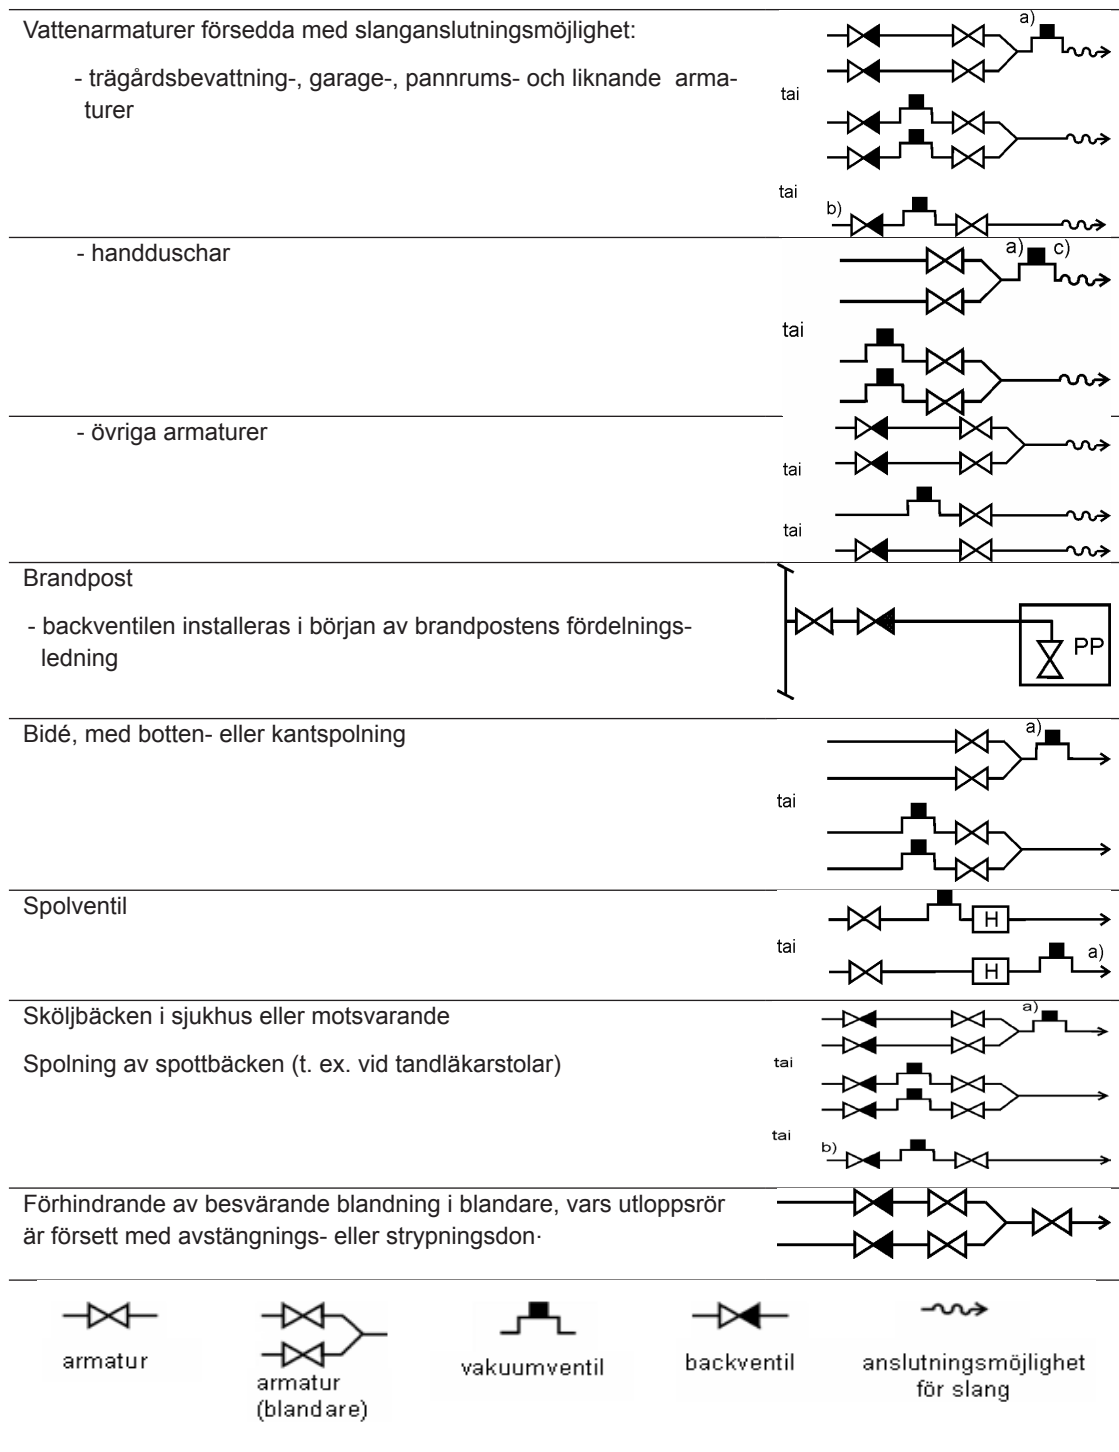 Vattenarmaturer försedda med slanganslutningsmöjlighet:
a)
- trägårdsbevattning-, garage-, pannrums- och liknande arma-
turer
tai
tai
b)
- handduschar
a) c)
tai
- övriga armaturer
tai
tai
Brandpost
- backventilen installeras i början av brandpostens fördelnings-
ledning
PP
Bidé, med botten- eller kantspolning
a)
tai
Spolventil
H
tai
a)
H
Sköljbäcken i sjukhus eller motsvarande
a)
Spolning av spottbäcken (t. ex. vid tandläkarstolar)
tai
tai
b)
Förhindrande av besvärande blandning i blandare, vars utloppsrör
är försett med avstängnings- eller strypningsdon·
armatur
armatur
(blandare)
vakuumventil
backventil
anslutningsmöjlighet
för slang